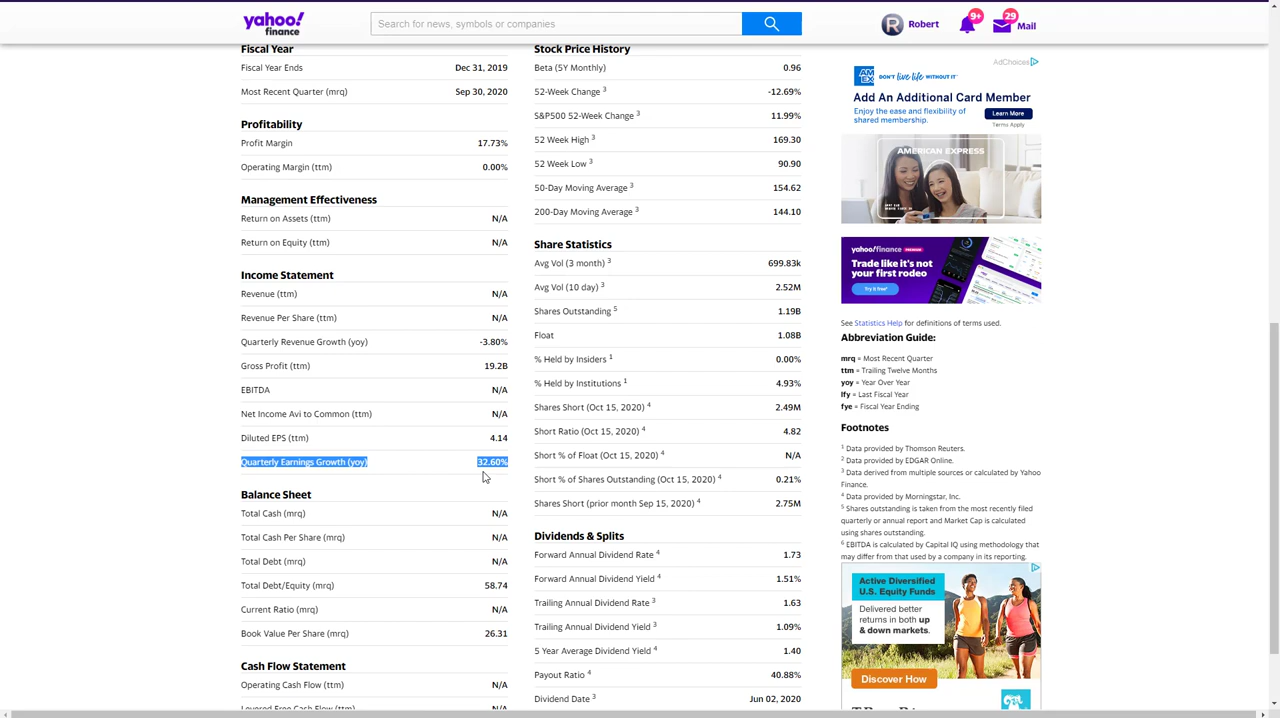 yahoo!
finance
Search for news, symbols or companies
R
Robert
9+
29
Mail
Fiscal Year
Fiscal Year Ends Dec 31, 2019
Most Recent Quarter (mrq) Sep 30, 2020
Profitability
Profit Margin 17.73%
Operating Margin (ttm) 0.00%
Management Effectiveness
Return on Assets (ttm) N/A
Return on Equity (ttm) N/A
Income Statement
Revenue (ttm) N/A
Revenue Per Share (ttm) N/A
Quarterly Revenue Growth (yoy) -3.80%
Gross Profit (ttm) 19.2B
EBITDA N/A
Net Income Avi to Common (ttm) N/A
Diluted EPS (ttm) 4.14
Quarterly Earnings Growth (yoy) 32.60%
Balance Sheet
Total Cash (mrq) N/A
Total Cash Per Share (mrq) N/A
Total Debt (mrq) N/A
Total Debt/Equity (mrq) 58.74
Current Ratio (mrq) N/A
Book Value Per Share (mrq) 26.31
Cash Flow Statement
Operating Cash Flow (ttm) N/A
Levered Free Cash Flow (ttm) N/A
Stock Price History
Beta (5Y Monthly) 0.96
52-Week Change 3 -12.69%
S&P500 52-Week Change 3 11.99%
52 Week High 3 169.30
52 Week Low 3 90.90
50-Day Moving Average 3 154.62
200-Day Moving Average 3 144.10
Share Statistics
Avg Vol (3 month) 3 699.83k
Avg Vol (10 day) 3 2.52M
Shares Outstanding 5 1.19B
Float 1.08B
% Held by Insiders 1 0.00%
% Held by Institutions 1 4.93%
Shares Short (Oct 15, 2020) 4 2.49M
Short Ratio (Oct 15, 2020) 4 4.82
Short % of Float (Oct 15, 2020) 4 N/A
Short % of Shares Outstanding (Oct 15, 2020) 4 0.21%
Shares Short (prior month Sep 15, 2020) 4 2.75M
Dividends & Splits
Forward Annual Dividend Rate 4 1.73
Forward Annual Dividend Yield 4 1.51%
Trailing Annual Dividend Rate 3 1.63
Trailing Annual Dividend Yield 3 1.09%
5 Year Average Dividend Yield 4 1.40
Payout Ratio 4 40.88%
Dividend Date 3 Jun 02, 2020
AdChoices
AM
EX
DON'T live life WITHOUT IT
Add An Additional Card Member
Enjoy the ease and flexibility of
shared membership.
Learn More
Terms Apply
AMERICAN EXPRESS
yahoo!finance PREMIUM
Trade like it's not
your first rodeo
Try it free*
See Statistics Help for definitions of terms used.
Abbreviation Guide:
mrq = Most Recent Quarter
ttm = Trailing Twelve Months
yoy = Year Over Year
lfy = Last Fiscal Year
fye = Fiscal Year Ending
Footnotes
1 Data provided by Thomson Reuters.
2 Data provided by EDGAR Online.
3 Data derived from multiple sources or calculated by Yahoo
Finance.
4 Data provided by Morningstar, Inc.
5 Shares outstanding is taken from the most recently filed
quarterly or annual report and Market Cap is calculated
using shares outstanding.
6 EBITDA is calculated by Capital IQ using methodology that
may differ from that used by a company in its reporting.
Active Diversified
U.S. Equity Funds
Delivered better
returns in both up
& down markets.
Discover How